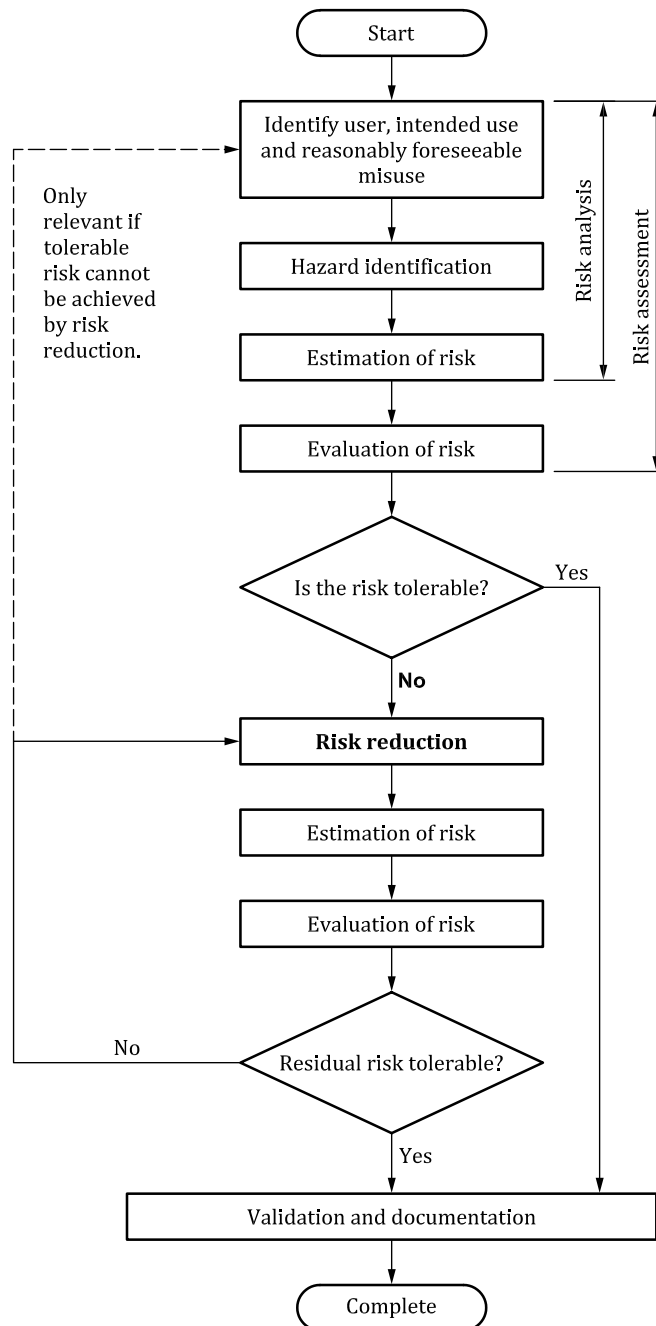 Start
Identify user, intended use
and reasonably foreseeable
misuse
Only
relevant if
tolerable
risk cannot
be achieved
by risk
reduction.
Risk analysis
Risk assessment
Hazard identification
Estimation of risk
Evaluation of risk
Is the risk tolerable?
Yes
No
Risk reduction
Estimation of risk
Evaluation of risk
No
Residual risk tolerable?
Yes
Validation and documentation
Complete